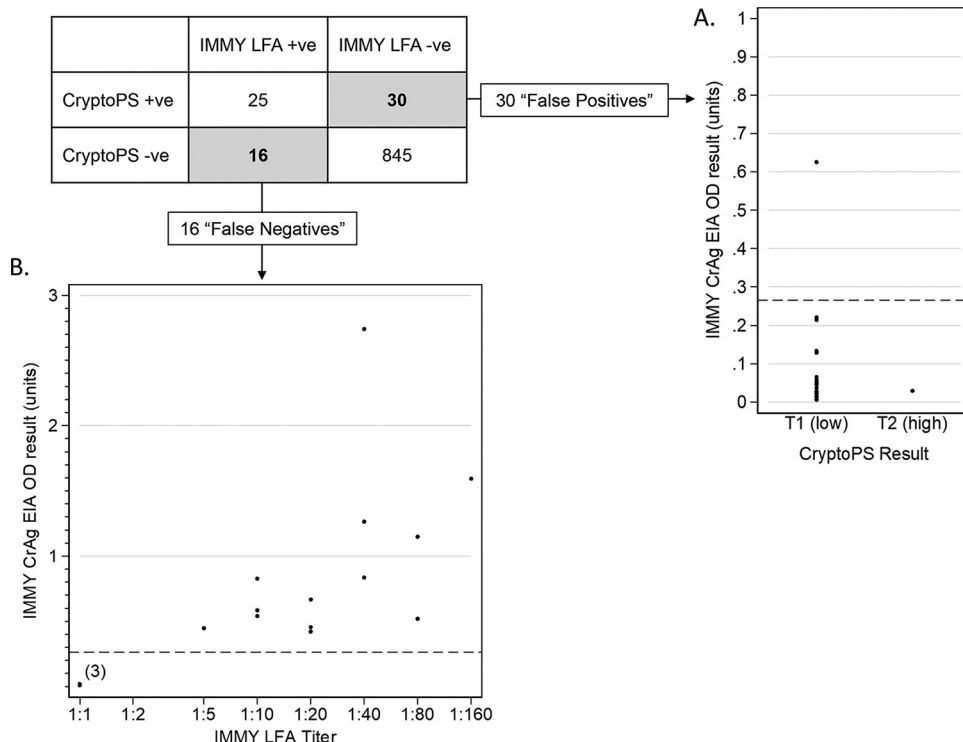 IMMY LFA +ve IMMY LFA -ve
CryptoPS +ve 25 30
CryptoPS -ve 16 845
30 “False Positives”
16 “False Negatives”
A.
IMMY CrAg EIA OD result (units)
1
.9
.8
.7
.6
.5
.4
.3
.2
.1
0
T1 (low) T2 (high)
CryptoPS Result
B.
IMMY CrAg EIA OD result (units)
3
2
1
(3)
1:1 1:2 1:5 1:10 1:20 1:40 1:80 1:160
IMMY LFA Titer